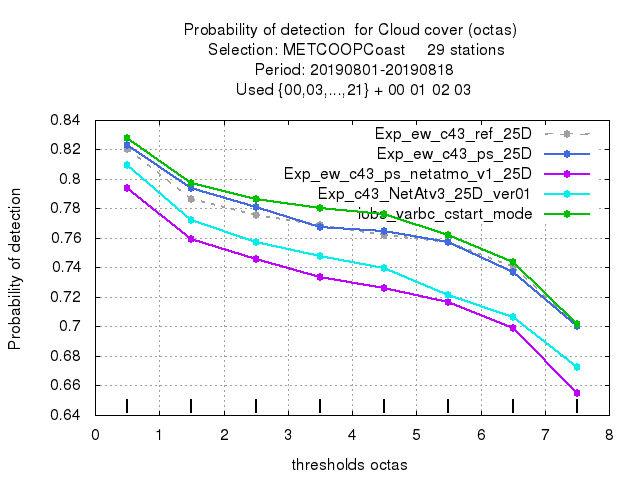 Probability of detection  for Cloud cover (octas)
Selection: METCOOPCoast     29 stations
Period: 20190801-20190818
Used {00,03,...,21} + 00 01 02 03
Probability of detection
0.84
0.82
0.8
0.78
0.76
0.74
0.72
0.7
0.68
0.66
0.64
Exp_ew_c43_ref_25D
Exp_ew_c43_ps_25D
Exp_ew_c43_ps_netatmo_v1_25D
Exp_c43_NetAtv3_25D_ver01
iobs_varbc_cstart_mode
0 1 2 3 4 5 6 7 8
thresholds octas